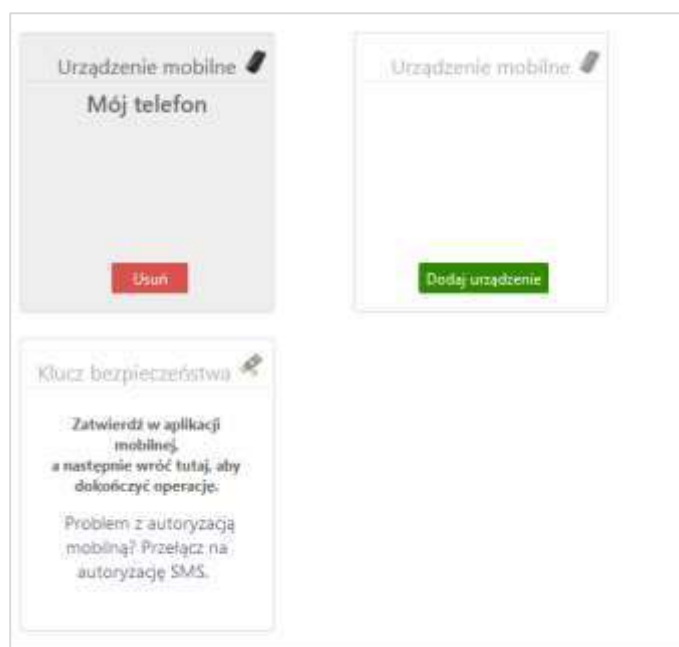 Urządzenie mobilne
Mój telefon
Usuń
Urządzenie mobilne
Dodaj urządzenie
Klucz bezpieczeństwa
Zatwierdź w aplikacji
mobilnej,
a następnie wróć tutaj, aby
dokończyć operację.
Problem z autoryzacją
mobilną? Przełącz na
autoryzację SMS.